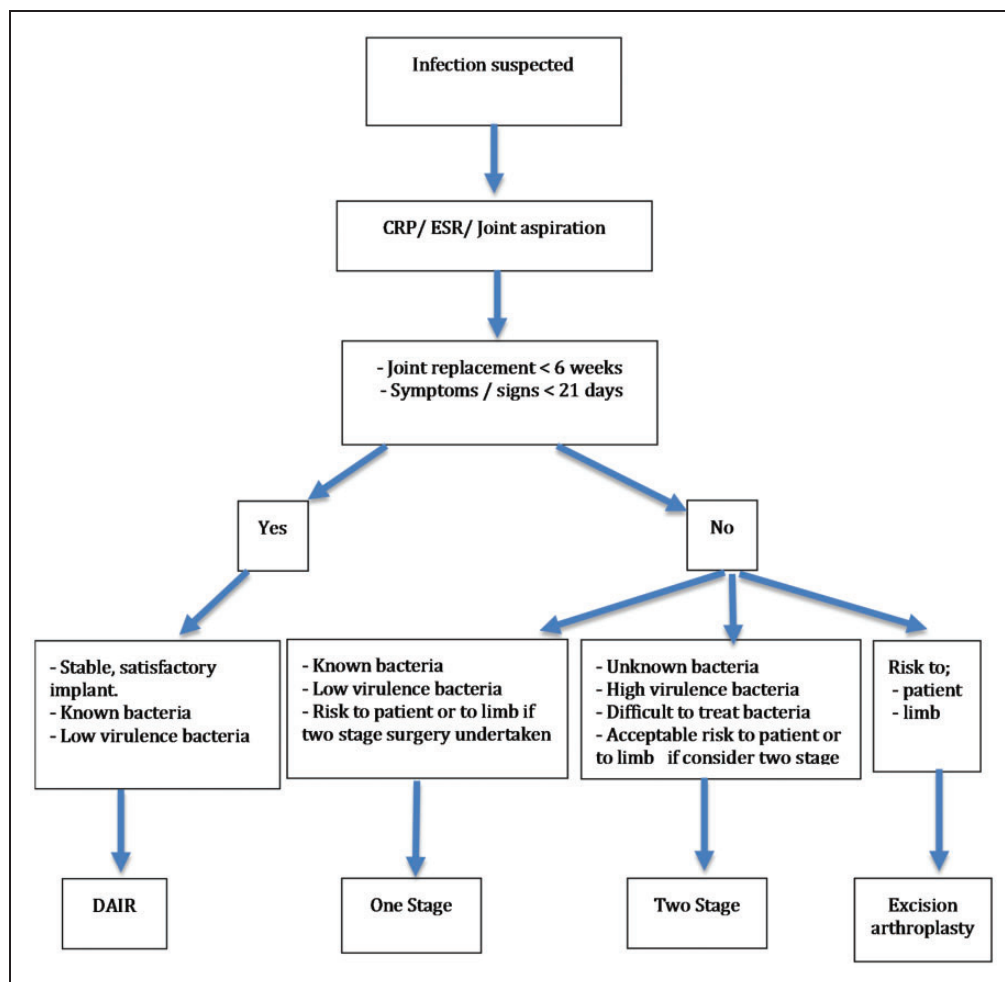 Infection suspected
CRP/ ESR/ Joint aspiration
- Joint replacement < 6 weeks
- Symptoms / signs < 21 days
Yes
No
- Stable, satisfactory
implant.
- Known bacteria
- Low virulence bacteria
- Known bacteria
- Low virulence bacteria
- Risk to patient or to limb if
two stage surgery undertaken
- Unknown bacteria
- High virulence bacteria
- Difficult to treat bacteria
- Acceptable risk to patient or
to limb if consider two stage
Risk to;
- patient
- limb
DAIR
One Stage
Two Stage
Excision
arthroplasty